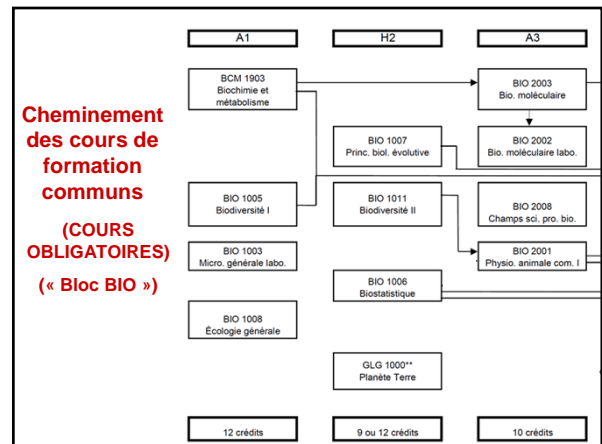 A1
H2
A3
Cheminement
des cours de
formation
communs
(COURS
OBLIGATOIRES)
(« Bloc BIO »)
BCM 1903
Biochimie et
métabolisme
BIO 1005
Biodiversité I
BIO 1003
Micro. générale labo.
BIO 1008
Écologie générale
12 crédits
BIO 1007
Princ. biol. évolutive
BIO 1011
Biodiversité II
BIO 1006
Biostatistique
GLG 1000**
Planète Terre
9 ou 12 crédits
BIO 2003
Bio. moléculaire
BIO 2002
Bio. moléculaire labo.
BIO 2008
Champs sci. pro. bio.
BIO 2001
Physio. animale com. I
10 crédits